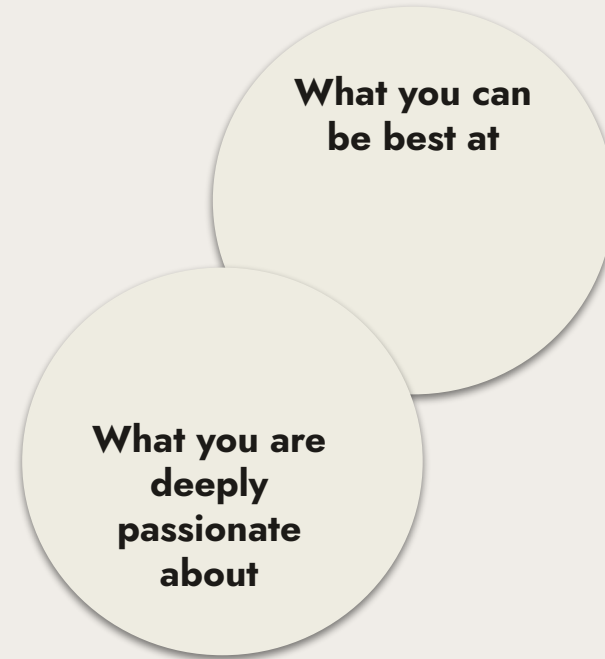 What you can
be best at
What you are
deeply
passionate
about